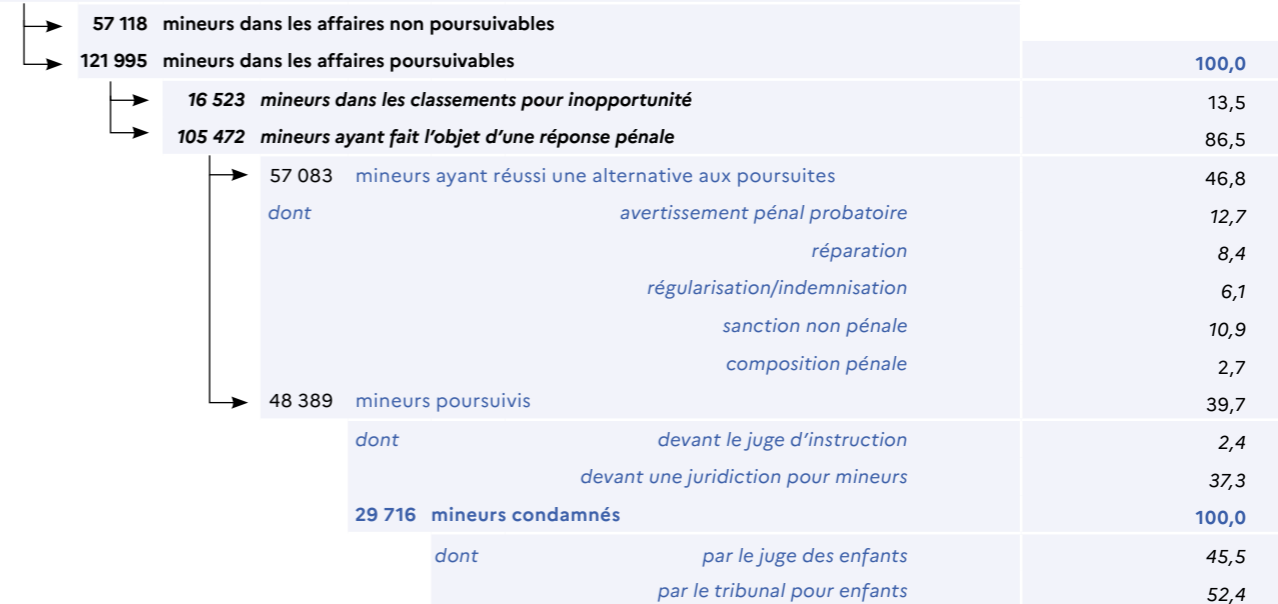 57 118 mineurs dans les affaires non poursuivables
121 995 mineurs dans les affaires poursuivables 100,0
16 523 mineurs dans les classements pour inopportunité 13,5
105 472 mineurs ayant fait l'objet d'une réponse pénale 86,5
57 083 mineurs ayant réussi une alternative aux poursuites 46,8
dont avertissement pénal probatoire 12,7
réparation 8,4
régularisation/indemnisation 6,1
sanction non pénale 10,9
composition pénale 2,7
48 389 mineurs poursuivis 39,7
dont devant le juge d'instruction 2,4
devant une juridiction pour mineurs 37,3
29 716 mineurs condamnés 100,0
dont par le juge des enfants 45,5
par le tribunal pour enfants 52,4